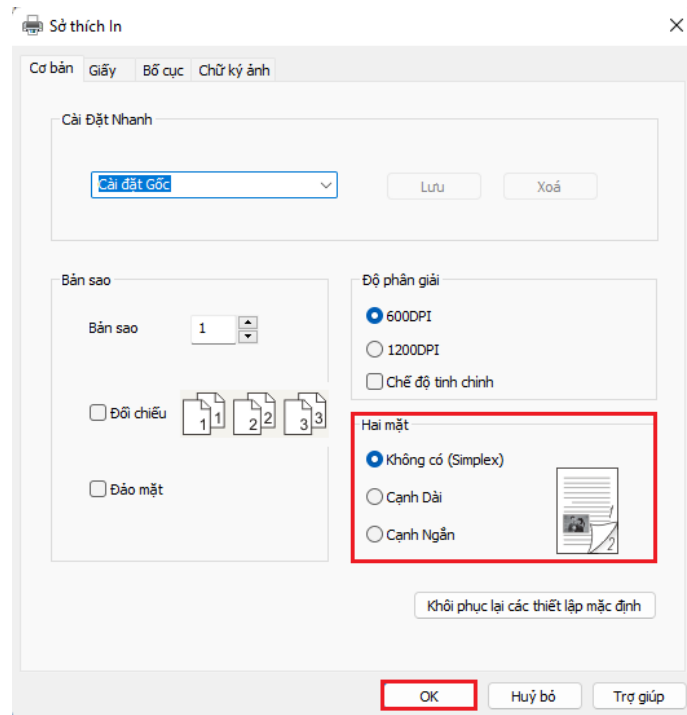 Sở thích In
Cơ bản Giấy Bố cục Chữ ký ảnh
Cài Đặt Nhanh
Cài đặt Gốc
Lưu Xoá
Bản sao
Bản sao 1
Đối chiếu 1 1 2 2 3 3
Đảo mặt
Độ phân giải
600DPI
1200DPI
Chế độ tinh chỉnh
Hai mặt
Không có (Simplex)
Cạnh Dài
Cạnh Ngắn
1
2
Khôi phục lại các thiết lập mặc định
OK Huỷ bỏ Trợ giúp